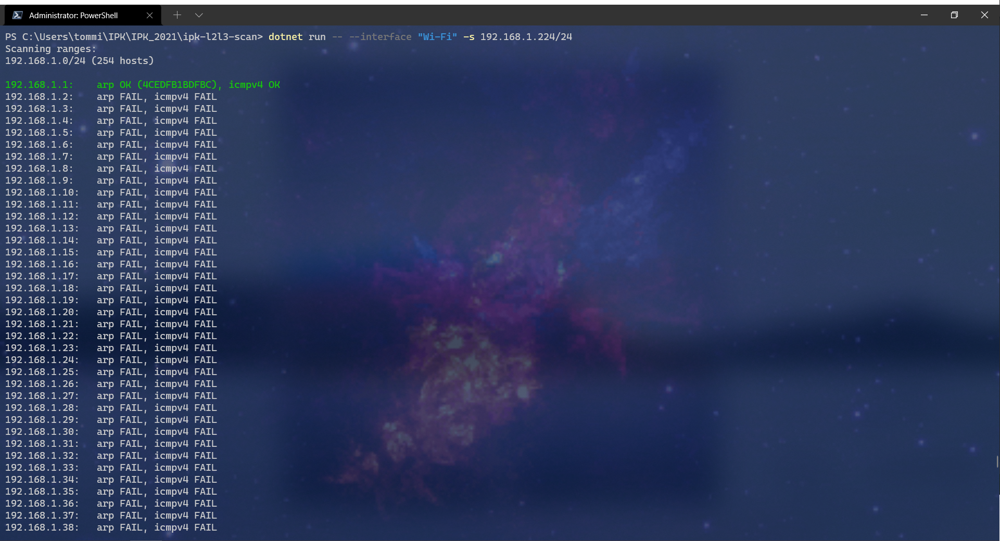 Administrator: PowerShell
PS C:\Users\tommi\IPK\IPK_2021\ipk-l2l3-scan> dotnet run -- --interface "Wi-Fi" -s 192.168.1.224/24
Scanning ranges:
192.168.1.0/24 (254 hosts)
192.168.1.1: arp OK (4CEDFB1BDFBC), icmpv4 OK
192.168.1.2: arp FAIL, icmpv4 FAIL
192.168.1.3: arp FAIL, icmpv4 FAIL
192.168.1.4: arp FAIL, icmpv4 FAIL
192.168.1.5: arp FAIL, icmpv4 FAIL
192.168.1.6: arp FAIL, icmpv4 FAIL
192.168.1.7: arp FAIL, icmpv4 FAIL
192.168.1.8: arp FAIL, icmpv4 FAIL
192.168.1.9: arp FAIL, icmpv4 FAIL
192.168.1.10: arp FAIL, icmpv4 FAIL
192.168.1.11: arp FAIL, icmpv4 FAIL
192.168.1.12: arp FAIL, icmpv4 FAIL
192.168.1.13: arp FAIL, icmpv4 FAIL
192.168.1.14: arp FAIL, icmpv4 FAIL
192.168.1.15: arp FAIL, icmpv4 FAIL
192.168.1.16: arp FAIL, icmpv4 FAIL
192.168.1.17: arp FAIL, icmpv4 FAIL
192.168.1.18: arp FAIL, icmpv4 FAIL
192.168.1.19: arp FAIL, icmpv4 FAIL
192.168.1.20: arp FAIL, icmpv4 FAIL
192.168.1.21: arp FAIL, icmpv4 FAIL
192.168.1.22: arp FAIL, icmpv4 FAIL
192.168.1.23: arp FAIL, icmpv4 FAIL
192.168.1.24: arp FAIL, icmpv4 FAIL
192.168.1.25: arp FAIL, icmpv4 FAIL
192.168.1.26: arp FAIL, icmpv4 FAIL
192.168.1.27: arp FAIL, icmpv4 FAIL
192.168.1.28: arp FAIL, icmpv4 FAIL
192.168.1.29: arp FAIL, icmpv4 FAIL
192.168.1.30: arp FAIL, icmpv4 FAIL
192.168.1.31: arp FAIL, icmpv4 FAIL
192.168.1.32: arp FAIL, icmpv4 FAIL
192.168.1.33: arp FAIL, icmpv4 FAIL
192.168.1.34: arp FAIL, icmpv4 FAIL
192.168.1.35: arp FAIL, icmpv4 FAIL
192.168.1.36: arp FAIL, icmpv4 FAIL
192.168.1.37: arp FAIL, icmpv4 FAIL
192.168.1.38: arp FAIL, icmpv4 FAIL